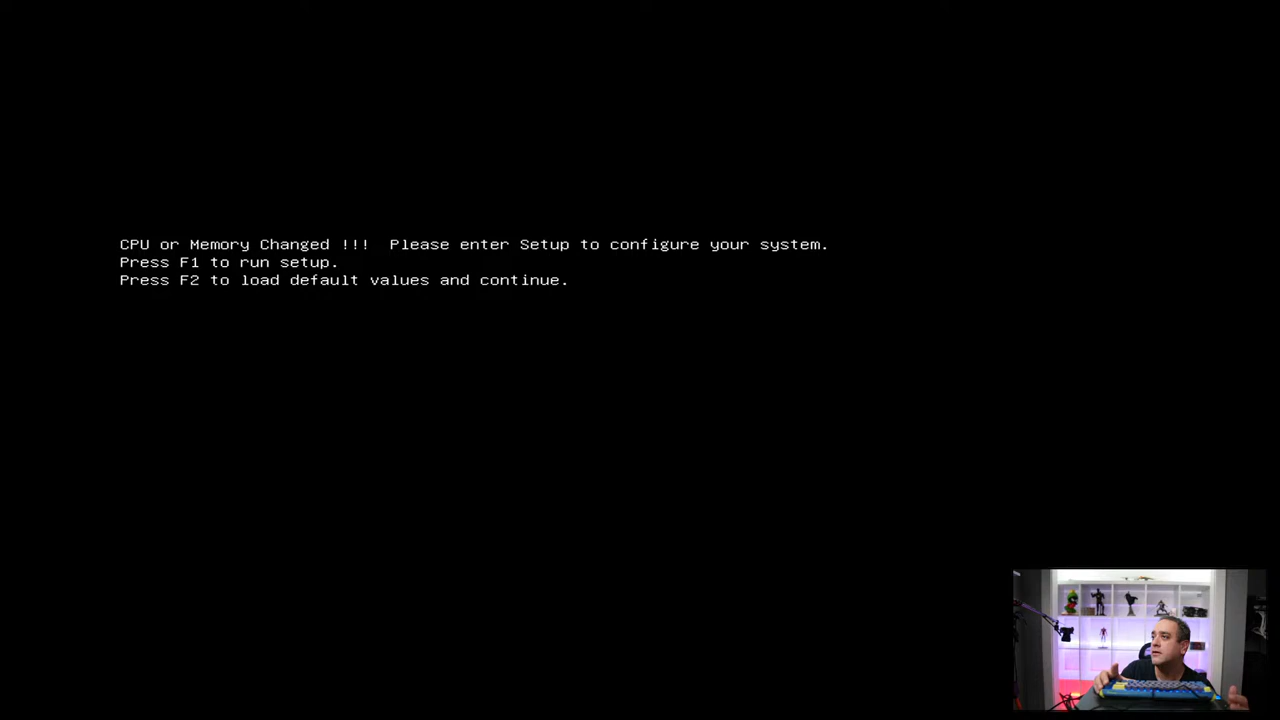 CPU or Memory Changed !!!  Please enter Setup to configure your system.
Press F1 to run setup.
Press F2 to load default values and continue.